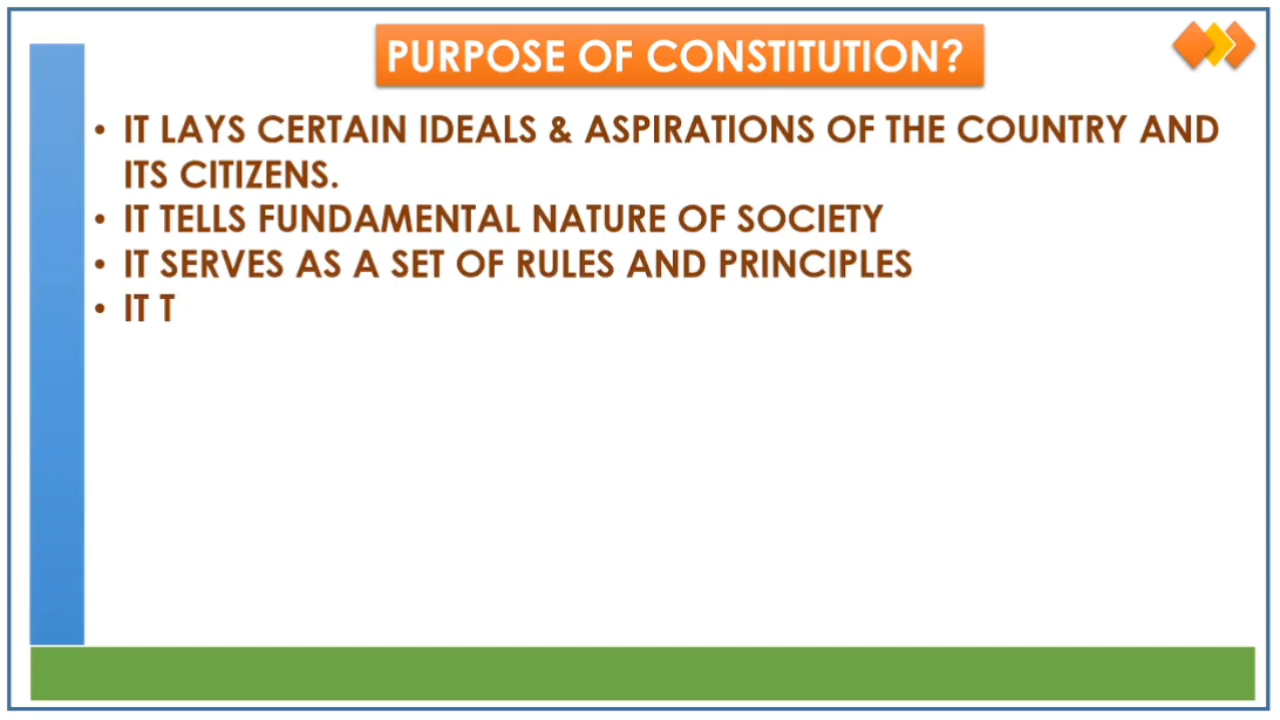 PURPOSE OF CONSTITUTION?
• IT LAYS CERTAIN IDEALS & ASPIRATIONS OF THE COUNTRY AND
ITS CITIZENS.
• IT TELLS FUNDAMENTAL NATURE OF SOCIETY
• IT SERVES AS A SET OF RULES AND PRINCIPLES
• IT T